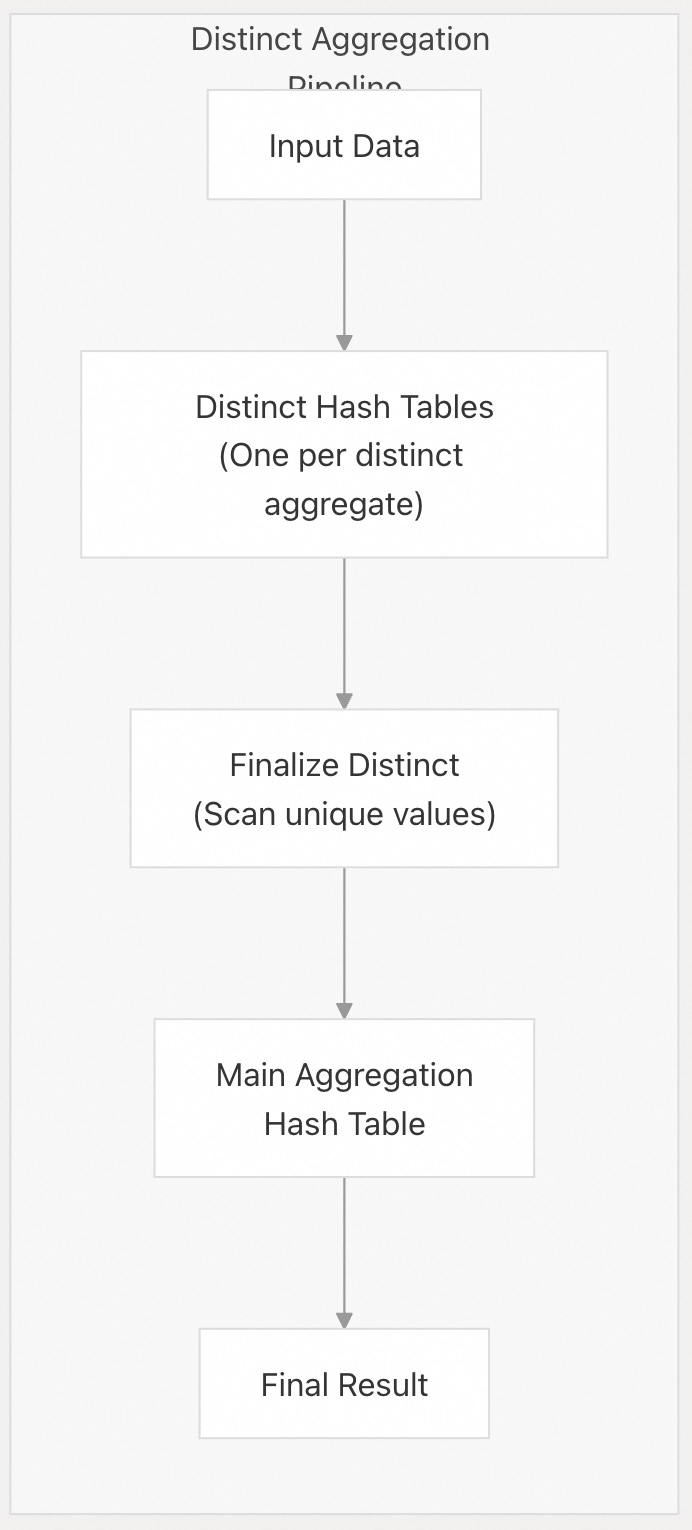 Distinct Aggregation
Pipeline
Input Data
Distinct Hash Tables
(One per distinct
aggregate)
Finalize Distinct
(Scan unique values)
Main Aggregation
Hash Table
Final Result